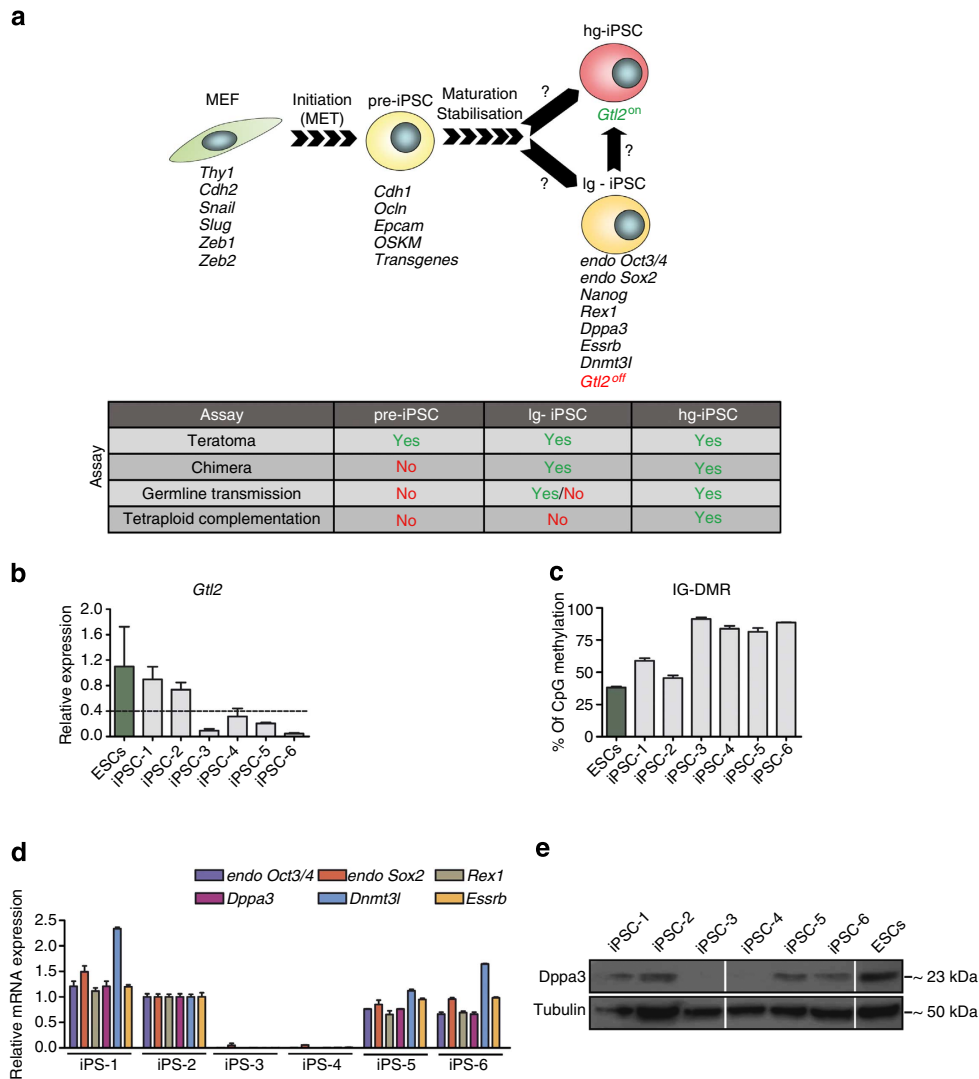 a
hg-iPSC
MEF
Initiation
(MET)
pre-iPSC
Maturation
Stabilisation
?
Gtl2on
?
?
lg - iPSC
Thy1
Cdh2
Snail
Slug
Zeb1
Zeb2
Cdh1
Ocln
Epcam
OSKM
Transgenes
endo Oct3/4
endo Sox2
Nanog
Rex1
Dppa3
Essrb
Dnmt3l
Gtl2off
Assay
Assay pre-iPSC lg- iPSC hg-iPSC
Teratoma Yes Yes Yes
Chimera No Yes Yes
Germline transmission No Yes/No Yes
Tetraploid complementation No No Yes
b
Gtl2
Relative expression
2.0
1.6
1.2
0.8
0.4
0.0
ESCs iPSC-1 iPSC-2 iPSC-3 iPSC-4 iPSC-5 iPSC-6
c
IG-DMR
% Of CpG methylation
100
75
50
25
0
ESCs iPSC-1 iPSC-2 iPSC-3 iPSC-4 iPSC-5 iPSC-6
d
endo Oct3/4 endo Sox2 Rex1
Dppa3 Dnmt3l Essrb
Relative mRNA expression
2.5
2.0
1.5
1.0
0.5
0.0
iPS-1 iPS-2 iPS-3 iPS-4 iPS-5 iPS-6
e
iPSC-1 iPSC-2 iPSC-3 iPSC-4 iPSC-5 iPSC-6 ESCs
Dppa3 ~ 23 kDa
Tubulin ~ 50 kDa